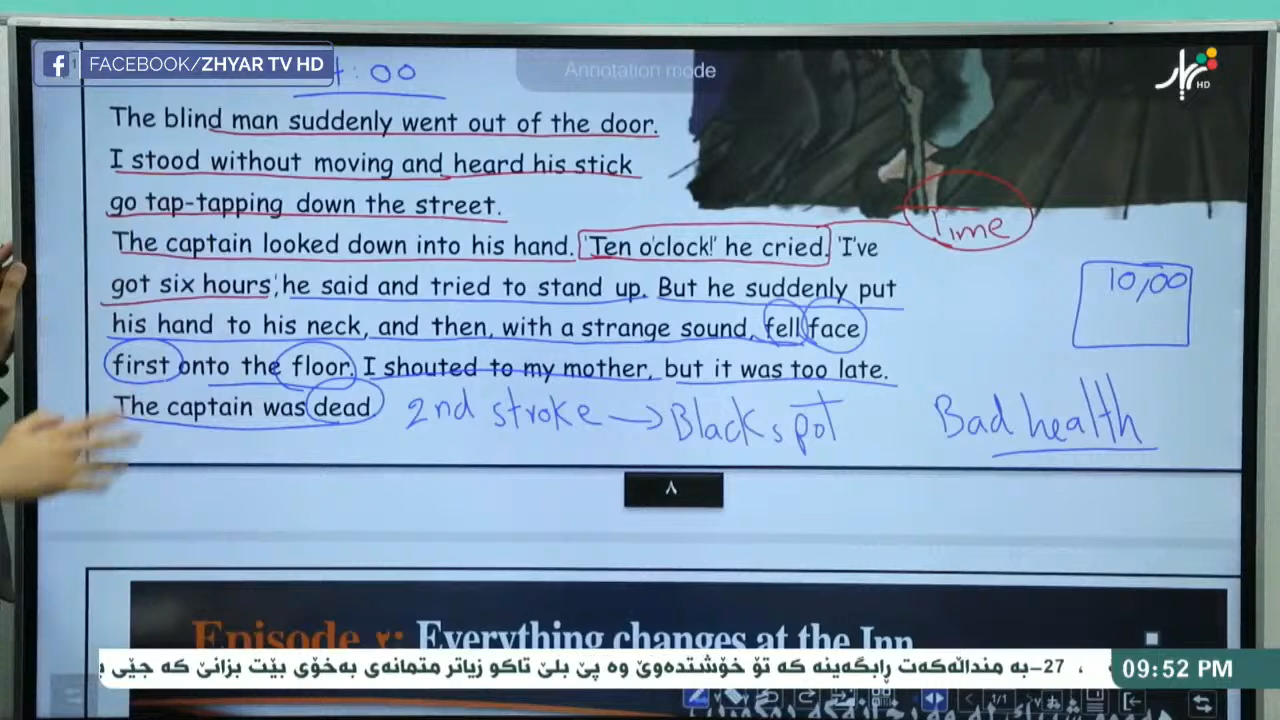 FACEBOOK/ZHYAR TV HD
: 00
Annotation mode
HD
The blind man suddenly went out of the door.
I stood without moving and heard his stick
go tap-tapping down the street.
Time
The captain looked down into his hand. 'Ten o'clock!' he cried. 'I've
10,00
got six hours', he said and tried to stand up. But he suddenly put
his hand to his neck, and then, with a strange sound, fell face
first onto the floor. I shouted to my mother, but it was too late.
The captain was dead
2nd stroke → Black spot
Bad health
٨
Episode ٢: Everything changes at the Inn
27-بە منداڵەکەت ڕابگەینە کە تۆ خۆشتدەوێ وە پێ بلێ تاکو زیاتر متمانەی بەخۆی بێت بزانێ کە جێی
09:52 PM
1/1